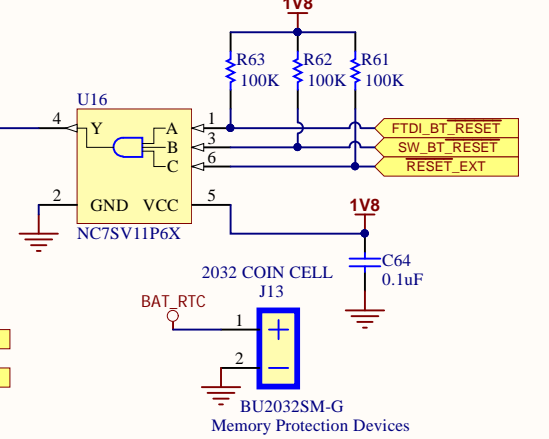 1V8
R63
R62
R61
100K
100K
100K
U16
4
Y
A
1
FTDI_BT_RESET
B
3
SW_BT_RESET
C
6
RESET_EXT
2
GND
VCC
5
1V8
NC7SV11P6X
C64
0.1uF
2032 COIN CELL
J13
BAT_RTC
1
2
BU2032SM-G
Memory Protection Devices